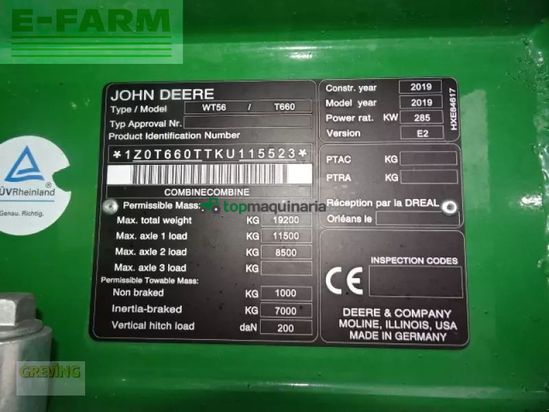 E-FARM
JOHN DEERE
Type / Model WT56 / T660
Typ Approval Nr.
Product Identification Number
*1Z0T660TTKU115523*
COMBINECOMBINE
Permissible Mass:
Max. total weight KG 19200
Max. axle 1 load KG 11500
Max. axle 2 load KG 8500
Max. axle 3 load KG
Permissible Towable Mass:
Non braked KG 1000
Inertia-braked KG 7000
Vertical hitch load daN 200
Constr. year 2019
Model year 2019
Power rat. KW 285
Version E2
HXE84617
PTAC KG
PTRA KG
Réception par la DREAL
Orléans le
INSPECTION CODES
CE
DEERE & COMPANY
MOLINE, ILLINOIS, USA
MADE IN GERMANY
topmaquinaria
TÜVRheinland
Genau. Richtig.
GREVING